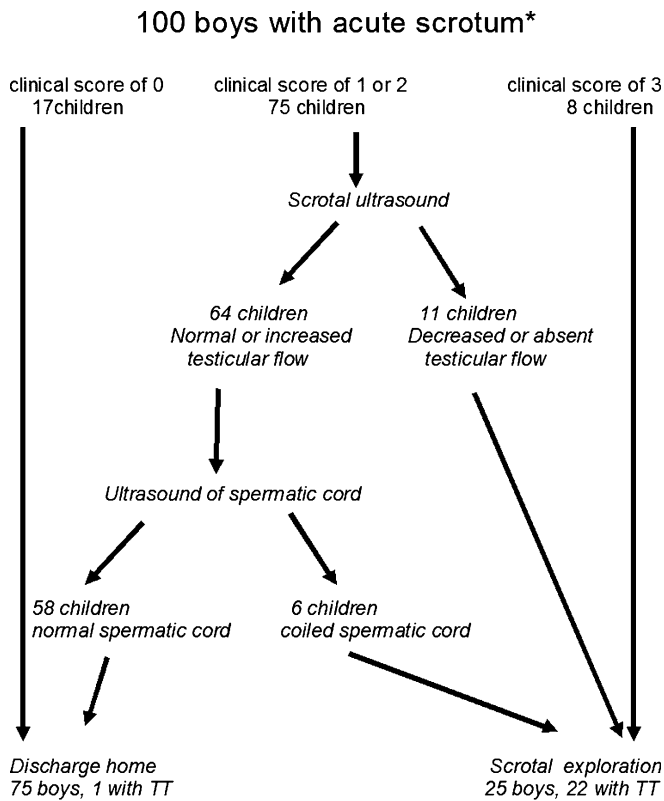 100 boys with acute scrotum*
clinical score of 0
17children
clinical score of 1 or 2
75 children
clinical score of 3
8 children
Scrotal ultrasound
64 children
Normal or increased
testicular flow
11 children
Decreased or absent
testicular flow
Ultrasound of spermatic cord
58 children
normal spermatic cord
6 children
coiled spermatic cord
Discharge home
75 boys, 1 with TT
Scrotal exploration
25 boys, 22 with TT